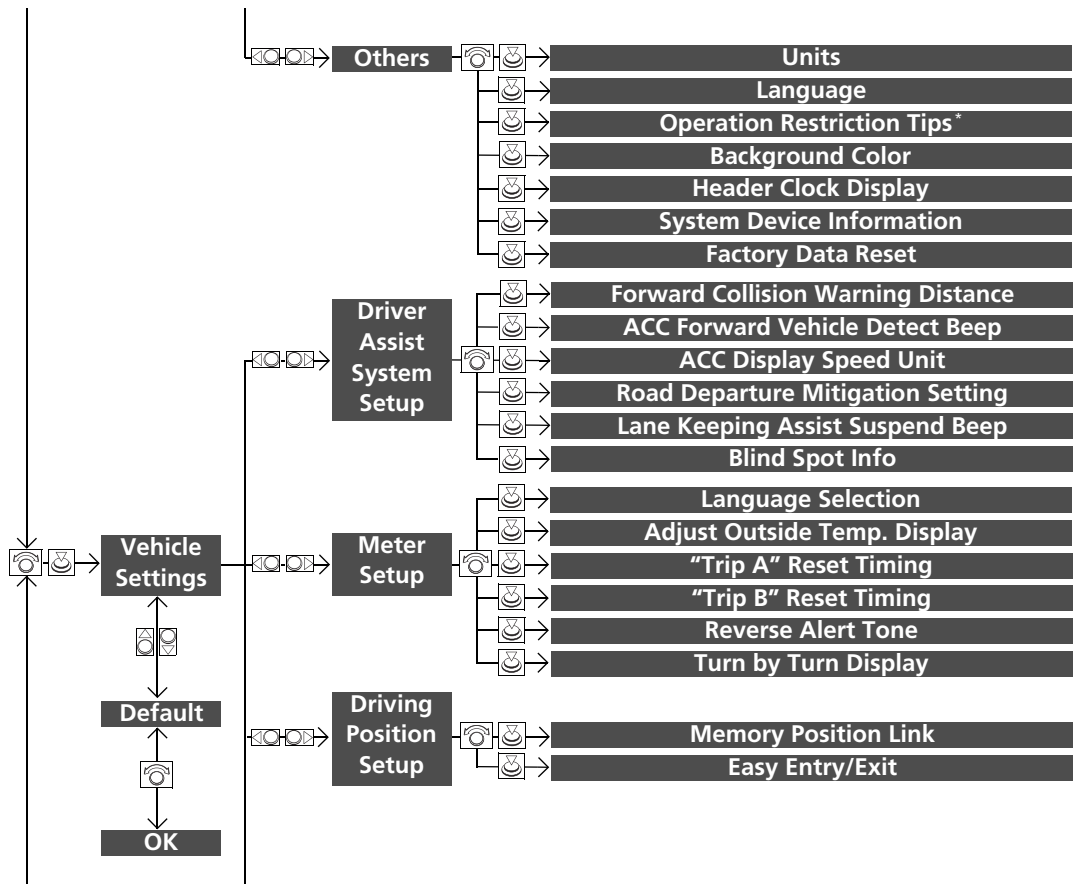 Others
Units
Language
Operation Restriction Tips*
Background Color
Header Clock Display
System Device Information
Factory Data Reset
Driver
Assist
System
Setup
Forward Collision Warning Distance
ACC Forward Vehicle Detect Beep
ACC Display Speed Unit
Road Departure Mitigation Setting
Lane Keeping Assist Suspend Beep
Blind Spot Info
Vehicle
Settings
Meter
Setup
Language Selection
Adjust Outside Temp. Display
“Trip A” Reset Timing
“Trip B” Reset Timing
Reverse Alert Tone
Turn by Turn Display
Default
OK
Driving
Position
Setup
Memory Position Link
Easy Entry/Exit